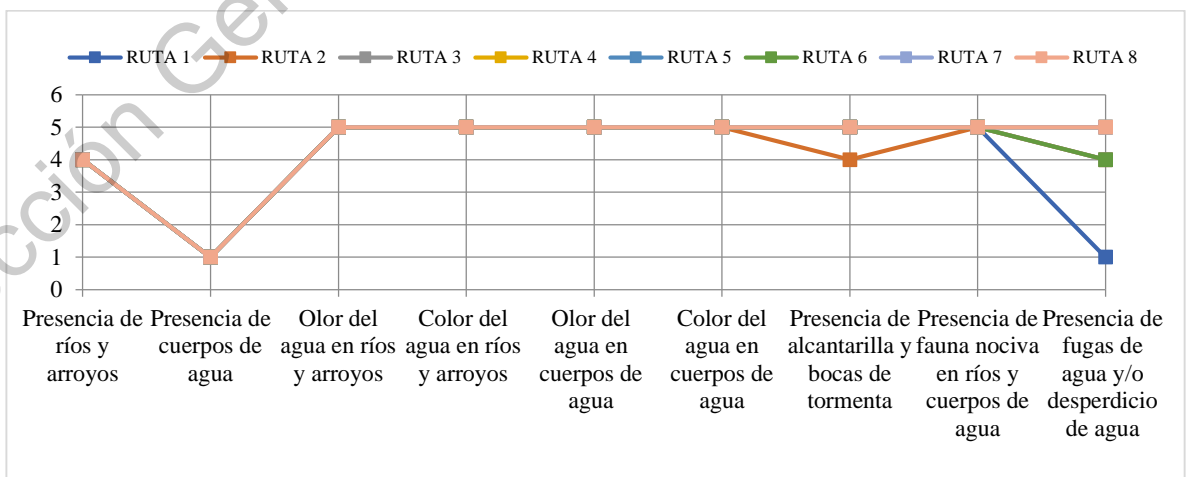 RUTA 1 RUTA 2 RUTA 3 RUTA 4 RUTA 5 RUTA 6 RUTA 7 RUTA 8
6
5
4
3
2
1
0
Presencia de ríos y arroyos
Presencia de cuerpos de agua
Olor del agua en ríos y arroyos
Color del agua en ríos y arroyos
Olor del agua en cuerpos de agua
Color del agua en cuerpos de agua
Presencia de alcantarilla y bocas de tormenta
Presencia de fauna nociva en ríos y cuerpos de agua
Presencia de fugas de agua y/o desperdicio de agua